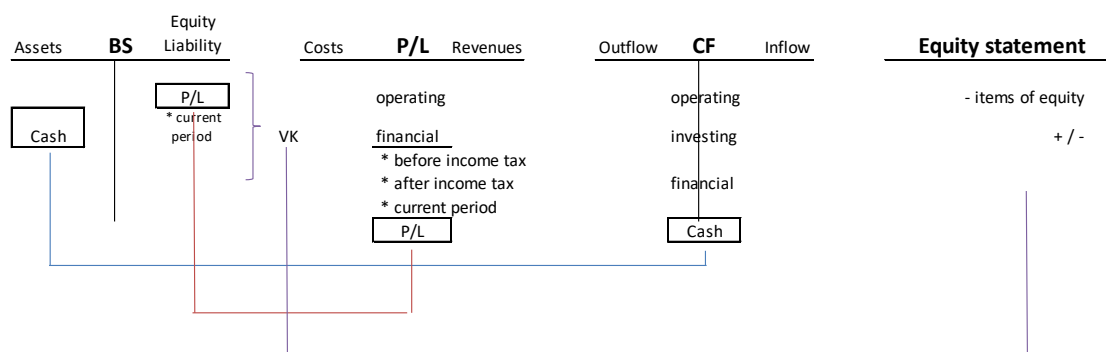 Assets BS Equity Liability
Costs P/L Revenues
Outflow CF Inflow
Equity statement
P/L
* current
period
Cash
VK
operating
financial
* before income tax
* after income tax
* current period
P/L
operating
investing
financial
Cash
- items of equity
+ / -